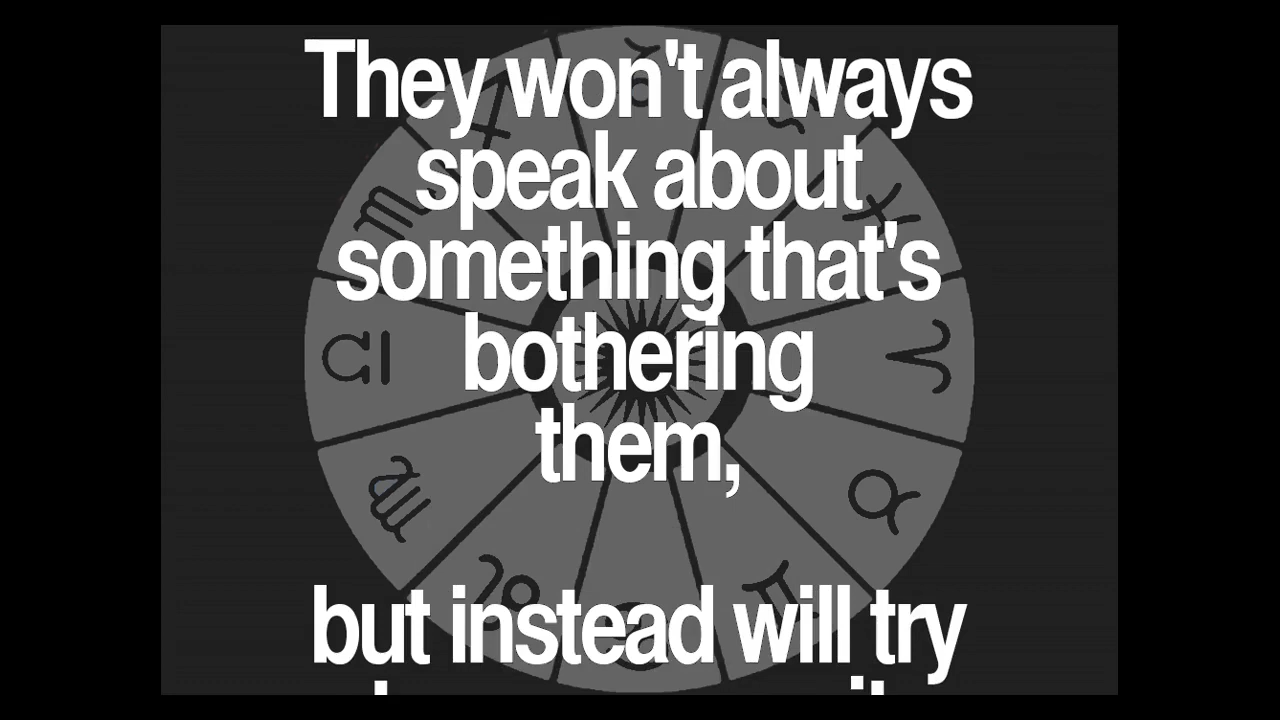 They won't always
speak about
something that's
bothering
them,
but instead will try